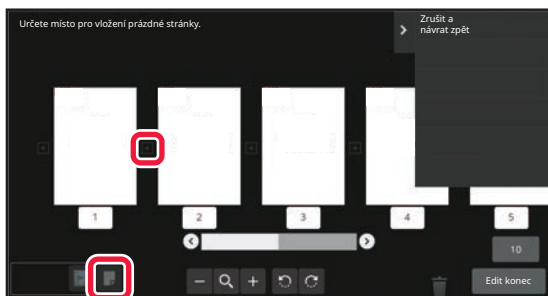 Určete místo pro vložení prázdné stránky.
Zrušit a
návrat zpět
1
2
3
4
5
10
Edit konec